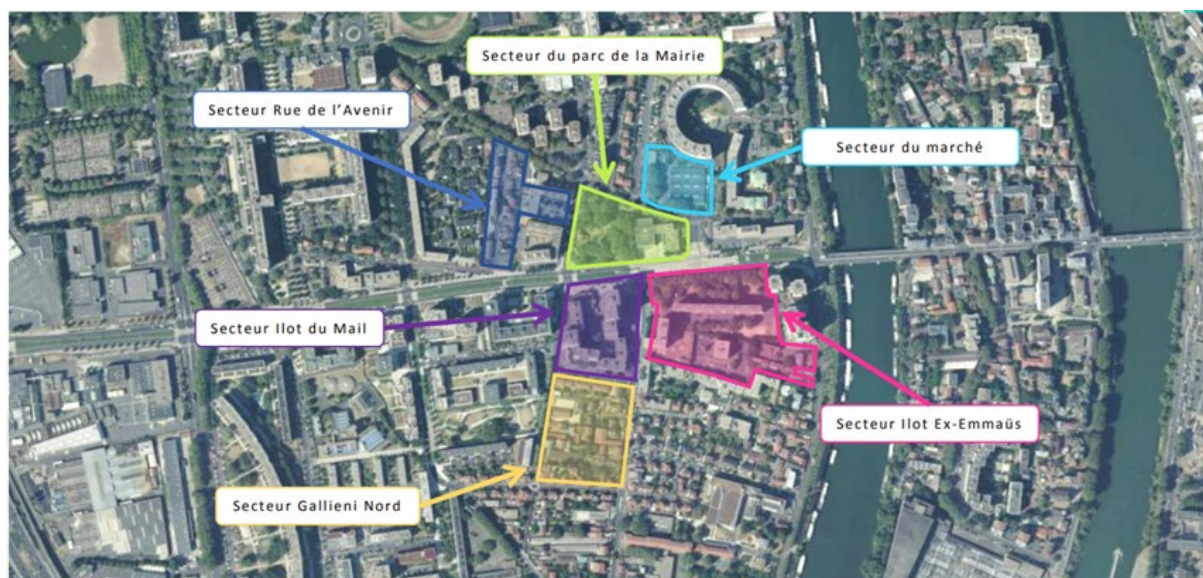 Secteur du parc de la Mairie
Secteur Rue de l’Avenir
Secteur du marché
Secteur Ilot du Mail
Secteur Ilot Ex-Emmaüs
Secteur Gallieni Nord